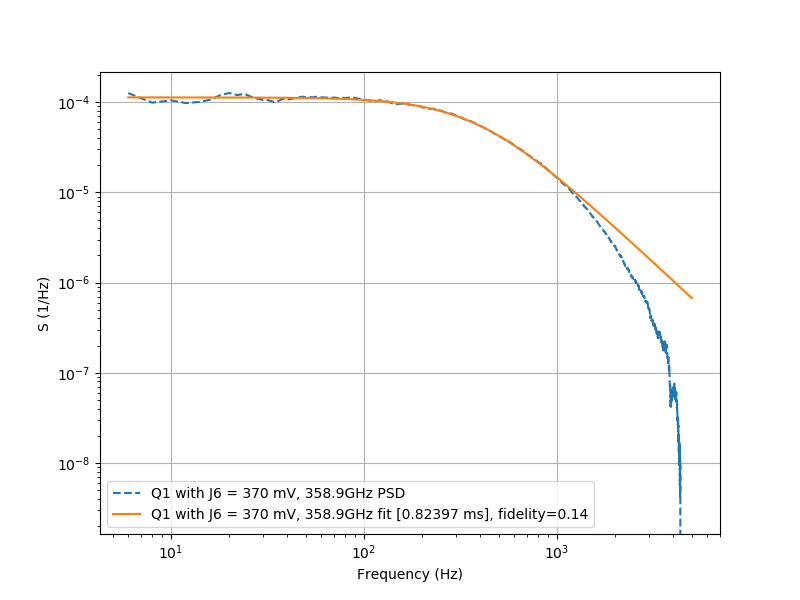 10⁻⁴
10⁻⁵
10⁻⁶
10⁻⁷
10⁻⁸
S (1/Hz)
Q1 with J6 = 370 mV, 358.9GHz PSD
Q1 with J6 = 370 mV, 358.9GHz fit [0.82397 ms], fidelity=0.14
10¹ 10² 10³
Frequency (Hz)